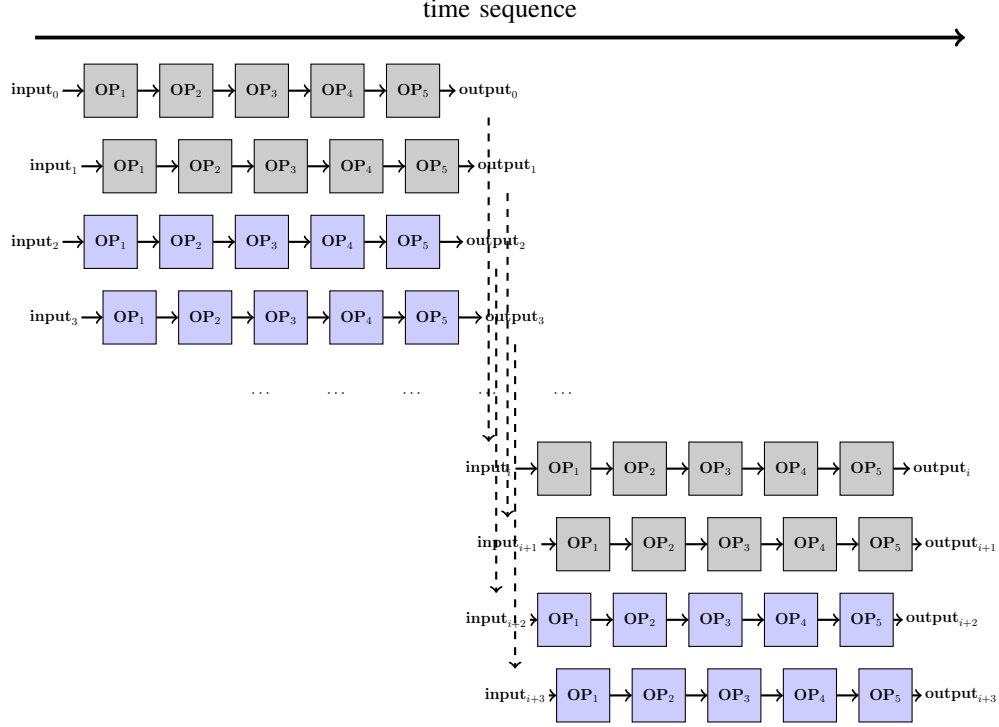 time sequence
input₀ OP₁ OP₂ OP₃ OP₄ OP₅ output₀
input₁ OP₁ OP₂ OP₃ OP₄ OP₅ output₁
input₂ OP₁ OP₂ OP₃ OP₄ OP₅ output₂
input₃ OP₁ OP₂ OP₃ OP₄ OP₅ output₃
... ... ... ... ...
inputᵢ OP₁ OP₂ OP₃ OP₄ OP₅ outputᵢ
inputᵢ₊₁ OP₁ OP₂ OP₃ OP₄ OP₅ outputᵢ₊₁
inputᵢ₊₂ OP₁ OP₂ OP₃ OP₄ OP₅ outputᵢ₊₂
inputᵢ₊₃ OP₁ OP₂ OP₃ OP₄ OP₅ outputᵢ₊₃